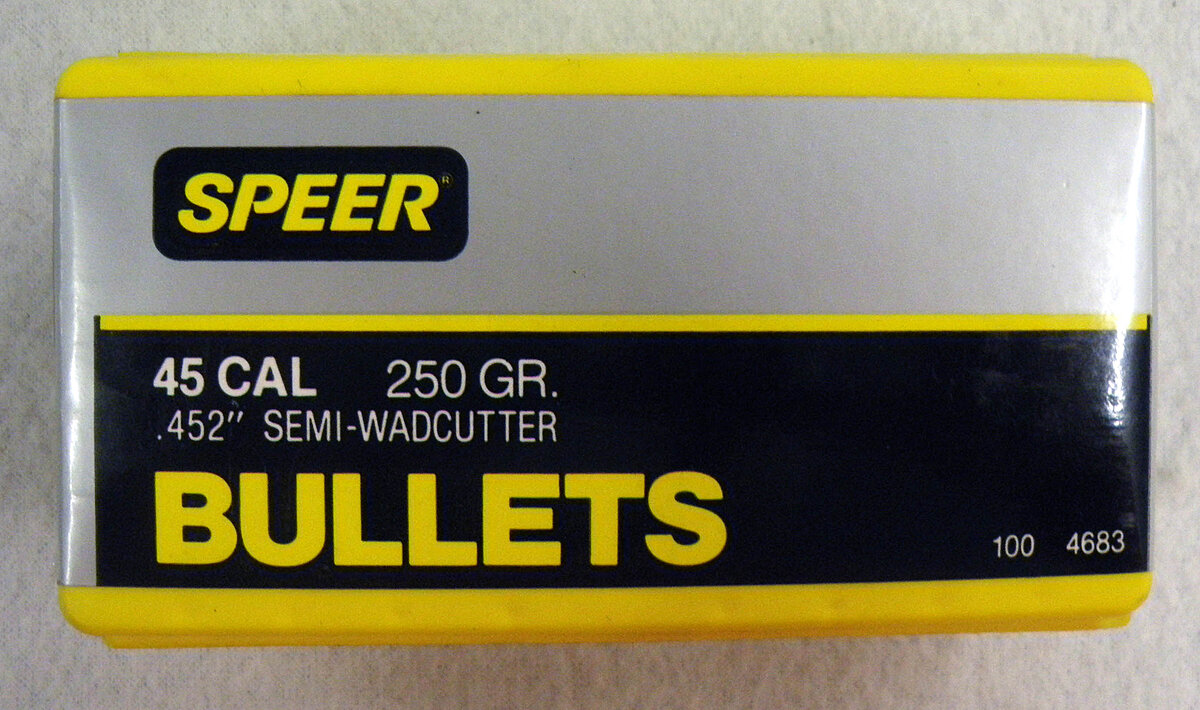 SPEER®
45 CAL 250 GR.
.452" SEMI-WADCUTTER
BULLETS
100 4683